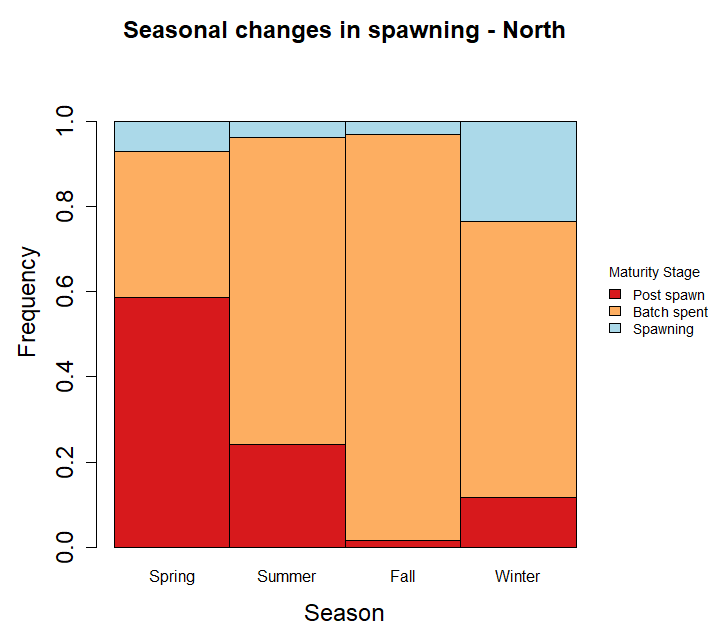 Seasonal changes in spawning - North
1.0
0.8
0.6
0.4
0.2
0.0
Frequency
Spring Summer Fall Winter
Season
Maturity Stage
Post spawn
Batch spent
Spawning